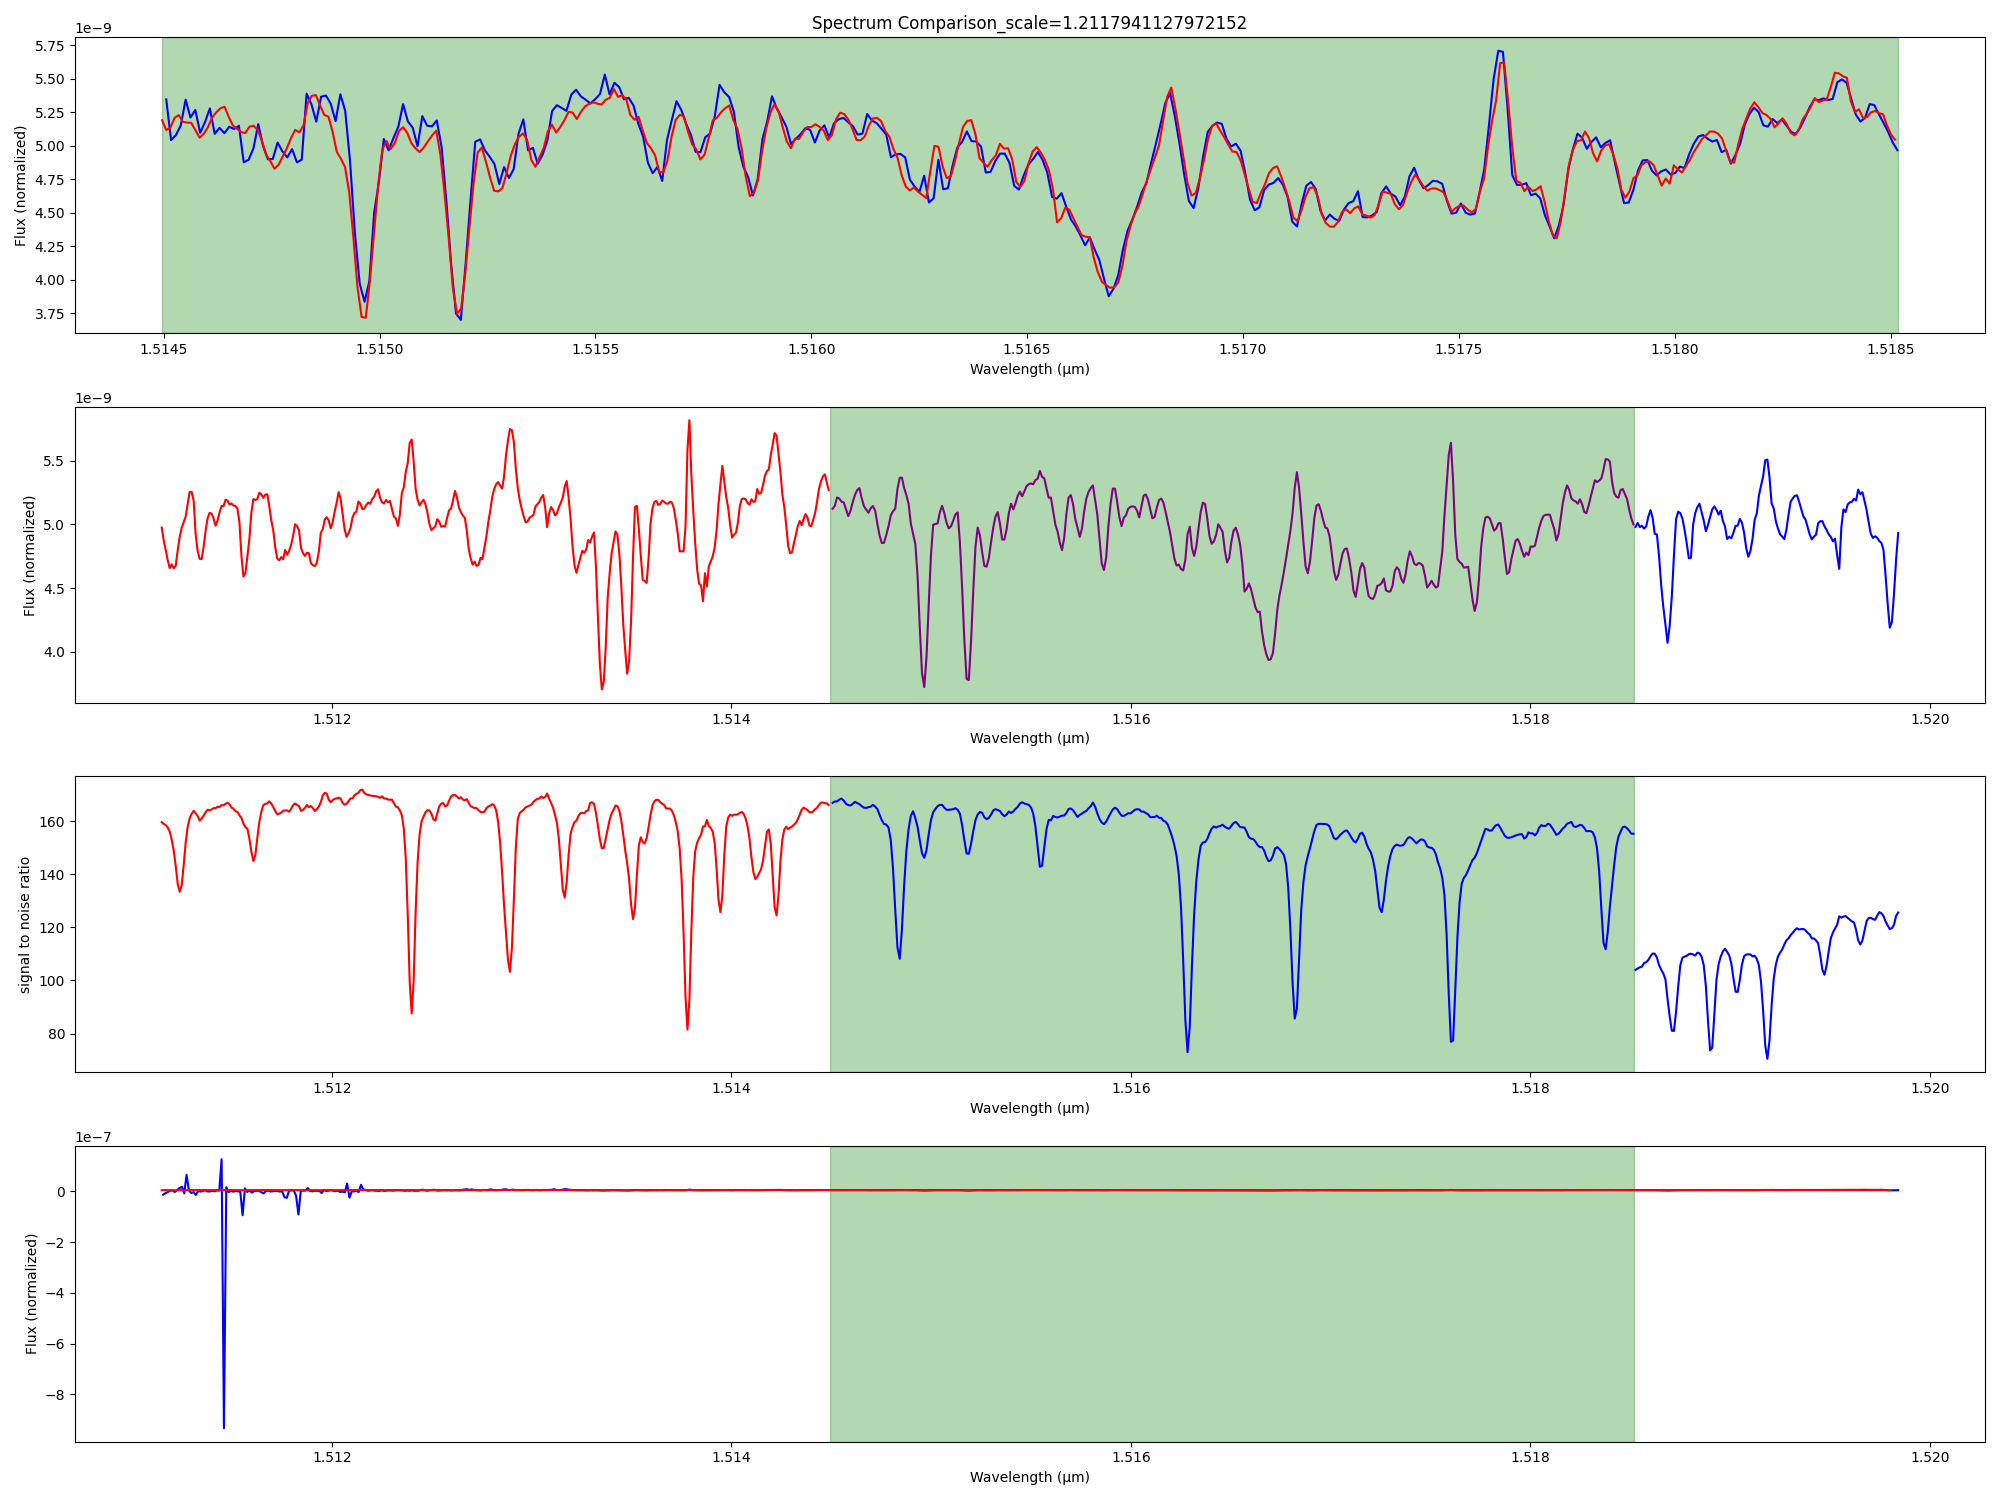 Spectrum Comparison_scale=1.2117941127972152
1e−9
5.75
5.50
5.25
5.00
4.75
4.50
4.25
4.00
3.75
Flux (normalized)
1.5145 1.5150 1.5155 1.5160 1.5165 1.5170 1.5175 1.5180 1.5185
Wavelength (μm)
1e−9
5.5
5.0
4.5
4.0
Flux (normalized)
1.512 1.514 1.516 1.518 1.520
Wavelength (μm)
160
140
120
100
80
signal to noise ratio
1.512 1.514 1.516 1.518 1.520
Wavelength (μm)
1e−7
0
−2
−4
−6
−8
Flux (normalized)
1.512 1.514 1.516 1.518 1.520
Wavelength (μm)